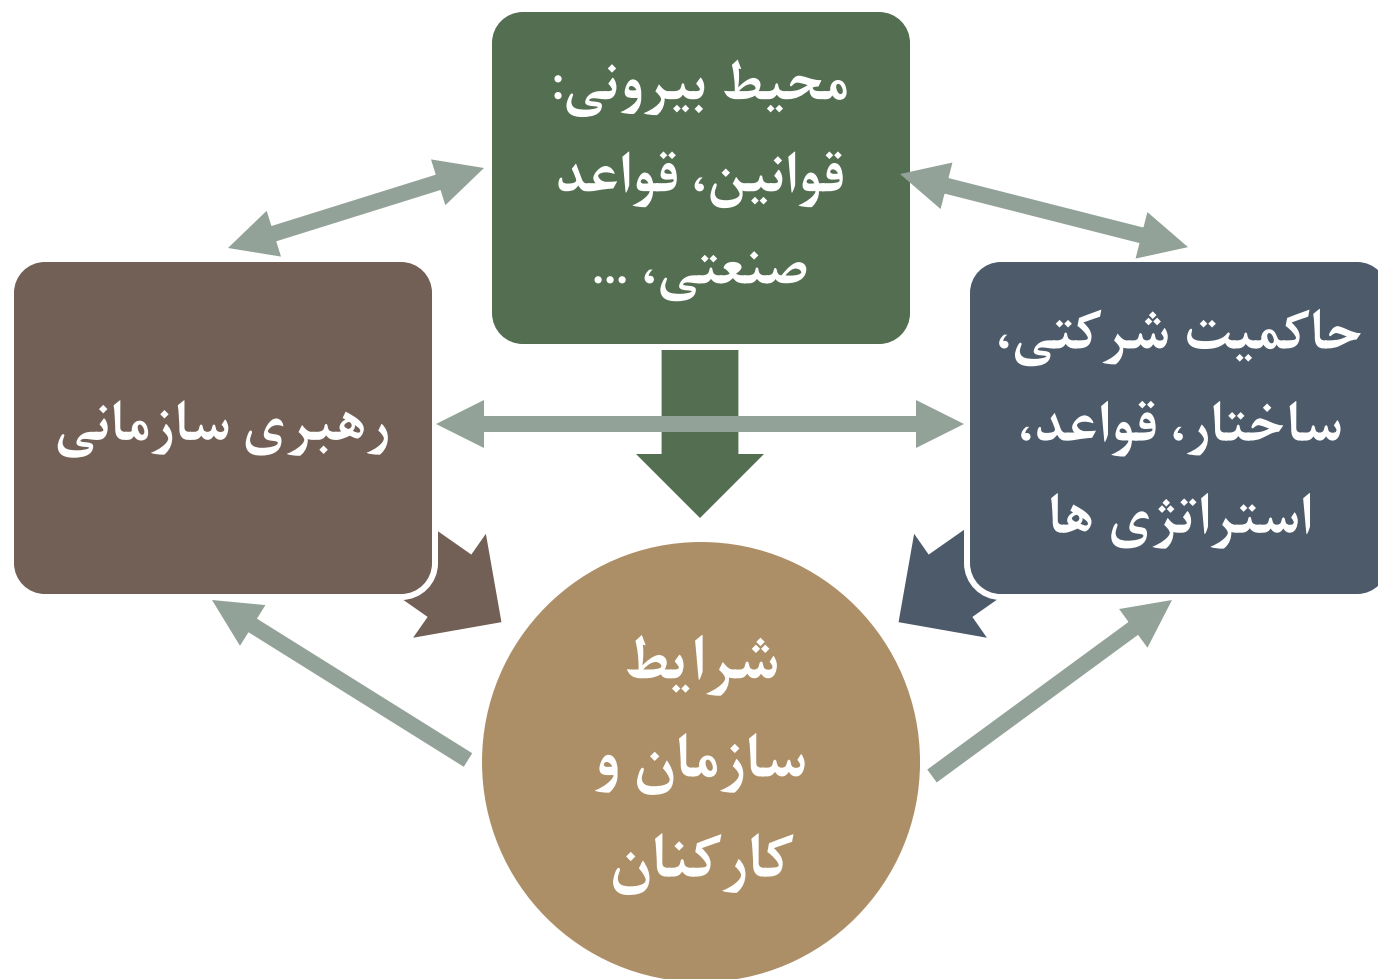 محیط بیرونی:
قوانین، قواعد
صنعتی، ...
حاکمیت شرکتی،
ساختار، قواعد،
استراتژی ها
رهبری سازمانی
شرایط
سازمان و
کارکنان